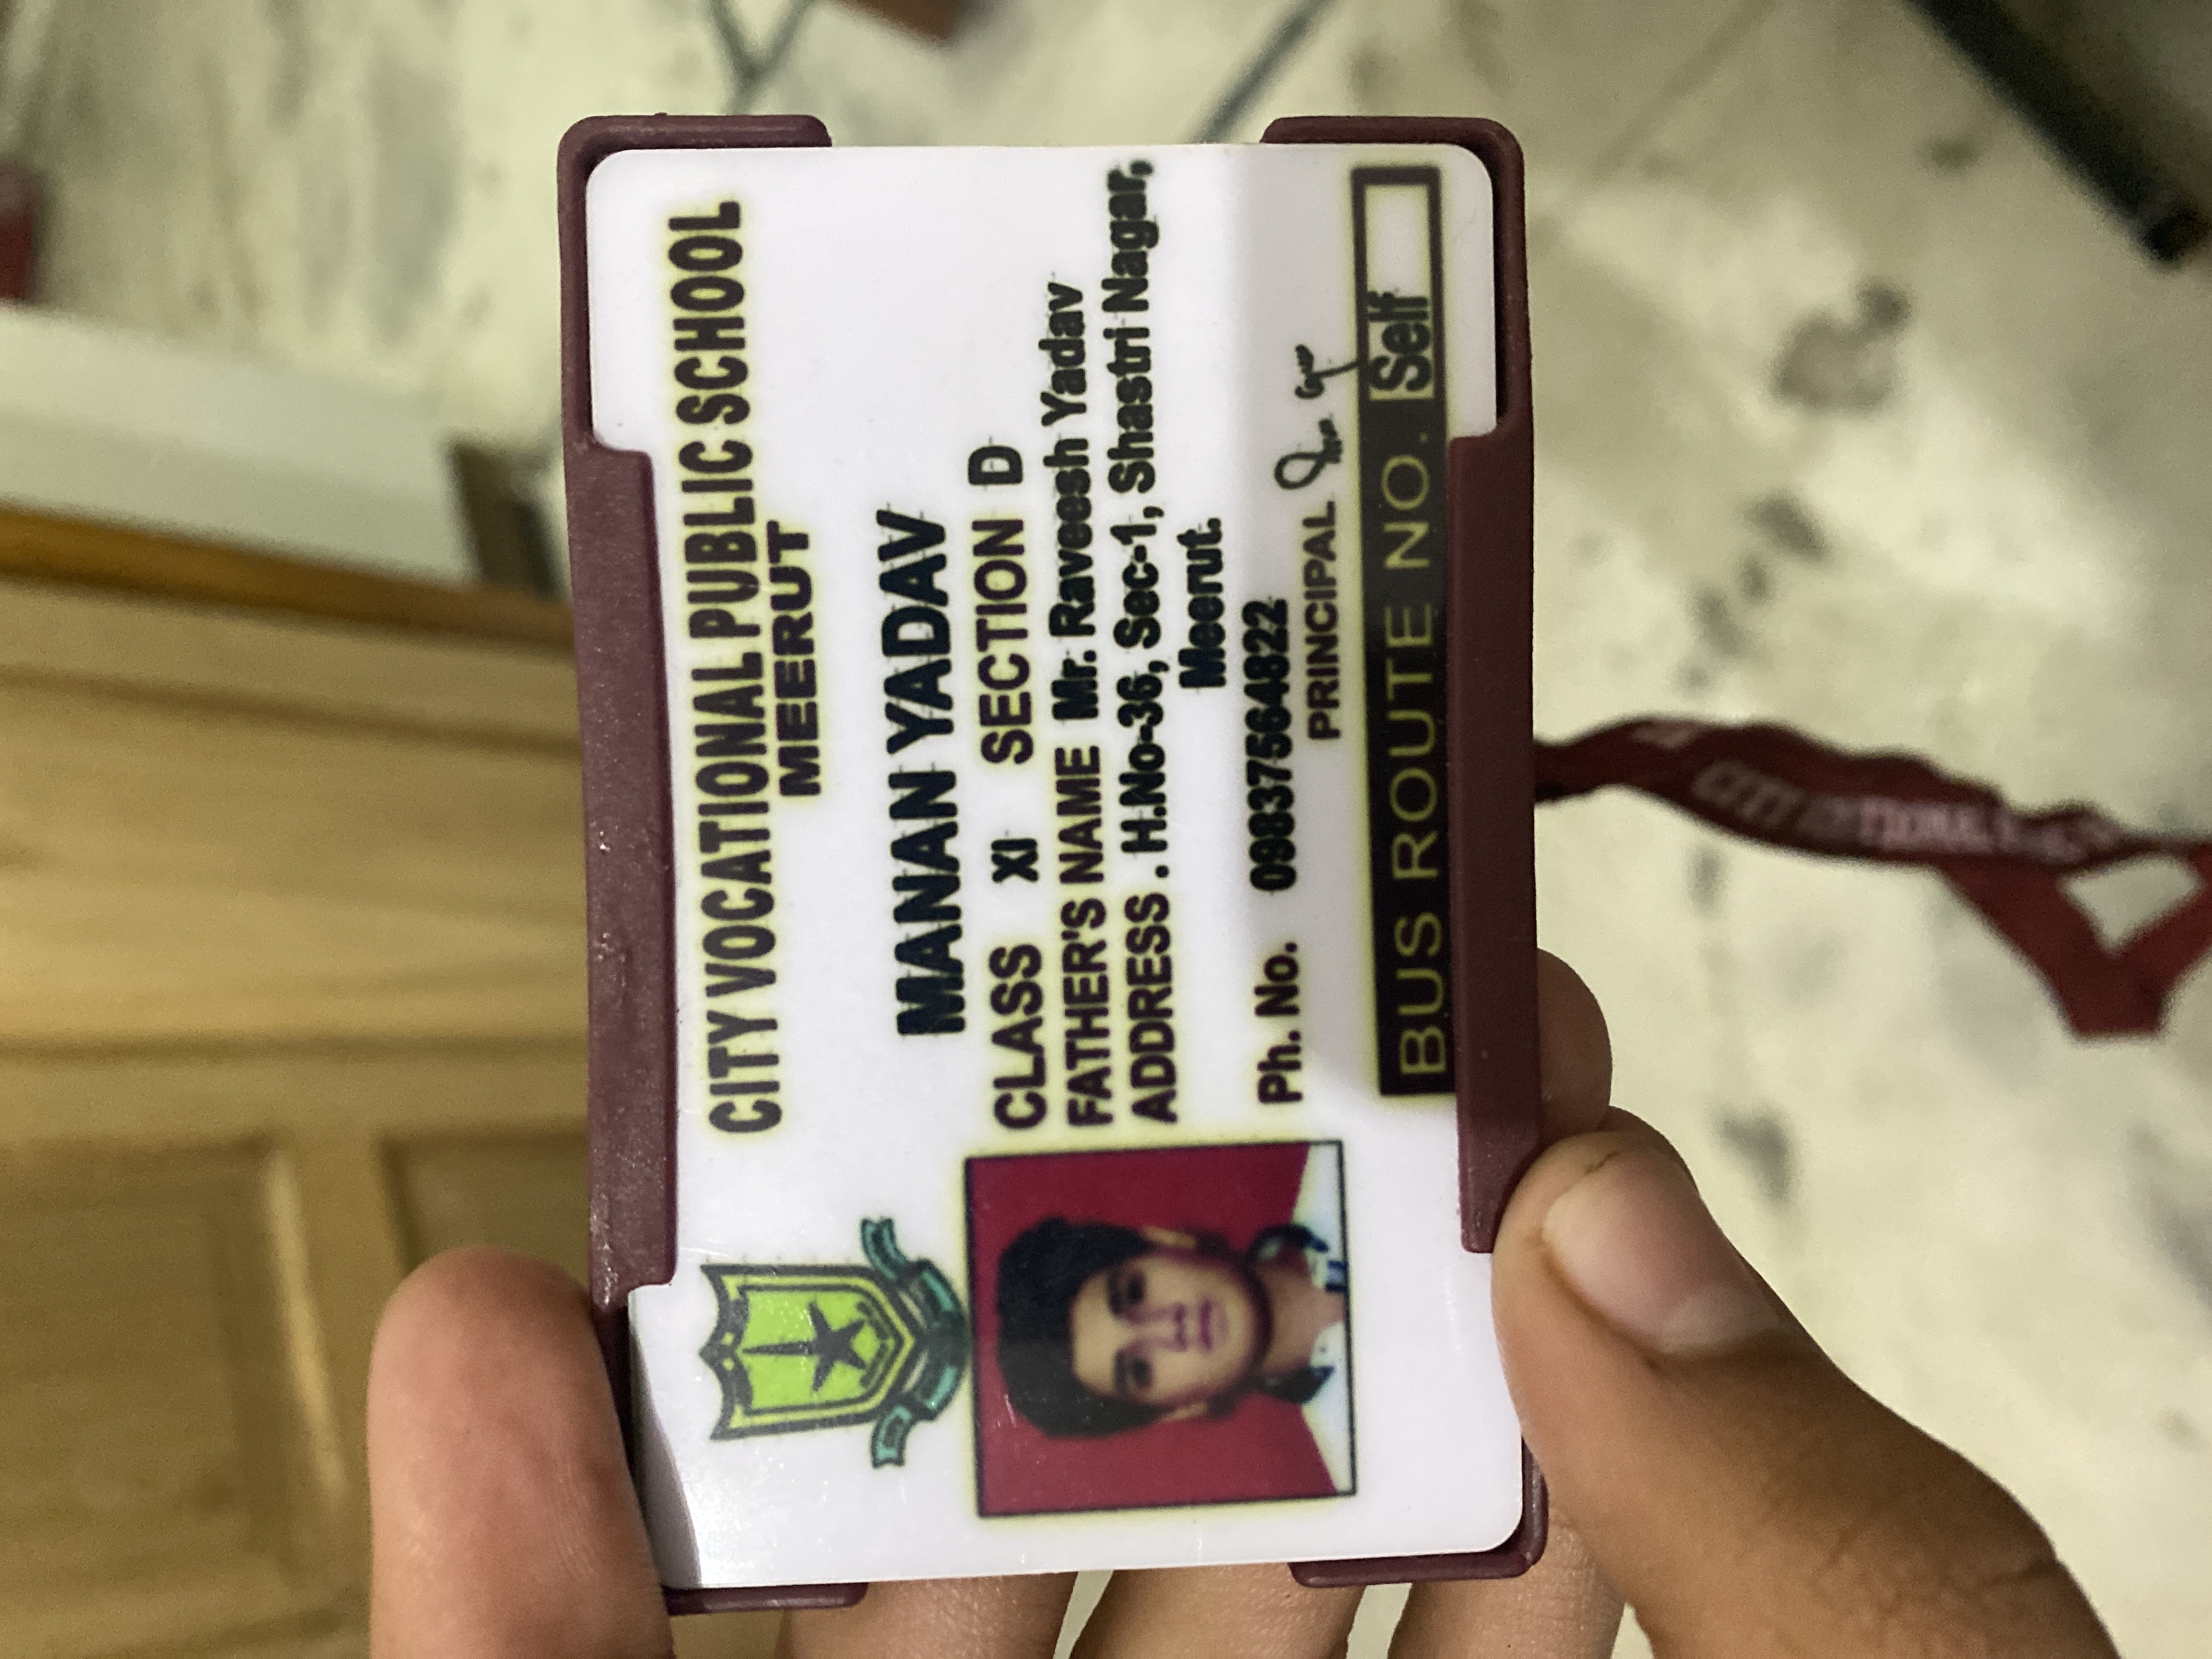 CITY VOCATIONAL PUBLIC SCHOOL
MEERUT
MANAN YADAV
CLASS XI SECTION D
FATHER'S NAME Mr. Raveesh Yadav
ADDRESS . H.No-36, Sec-1, Shastri Nagar,
Meerut.
Ph. No. 09837564822
PRINCIPAL
BUS ROUTE NO. Self
CITY